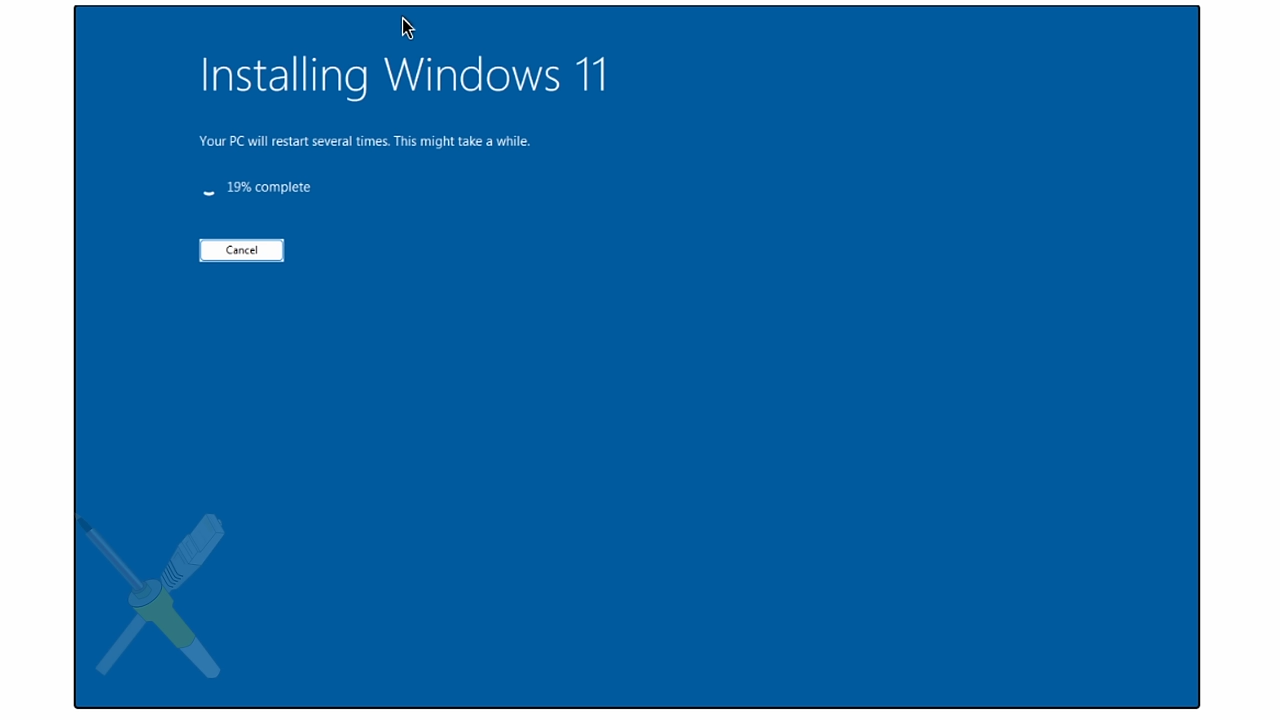 Installing Windows 11
Your PC will restart several times. This might take a while.
19% complete
Cancel